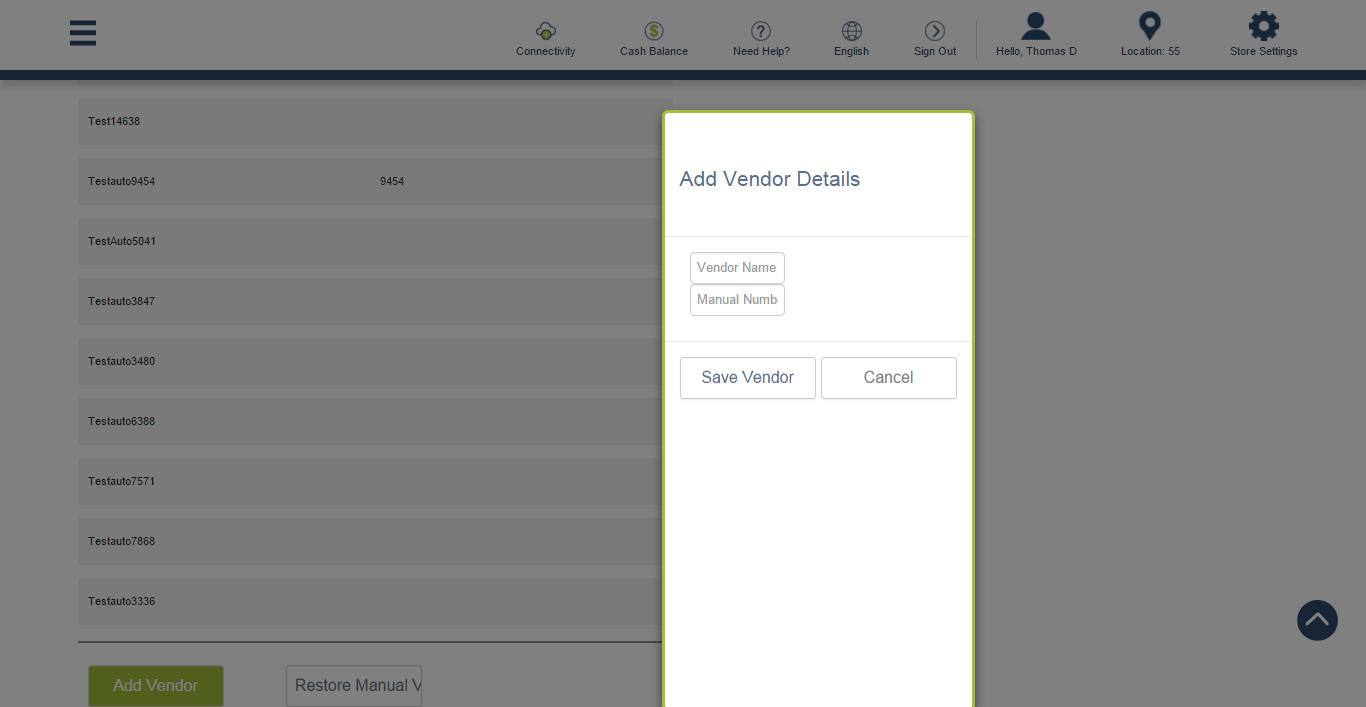 Connectivity
Cash Balance
Need Help?
English
Sign Out
Hello, Thomas D
Location: 55
Store Settings
Test14638
Testauto9454 9454
TestAuto5041
Testauto3847
Testauto3480
Testauto6388
Testauto7571
Testauto7868
Testauto3336
Add Vendor
Restore Manual V
Add Vendor Details
Vendor Name
Manual Numb
Save Vendor
Cancel